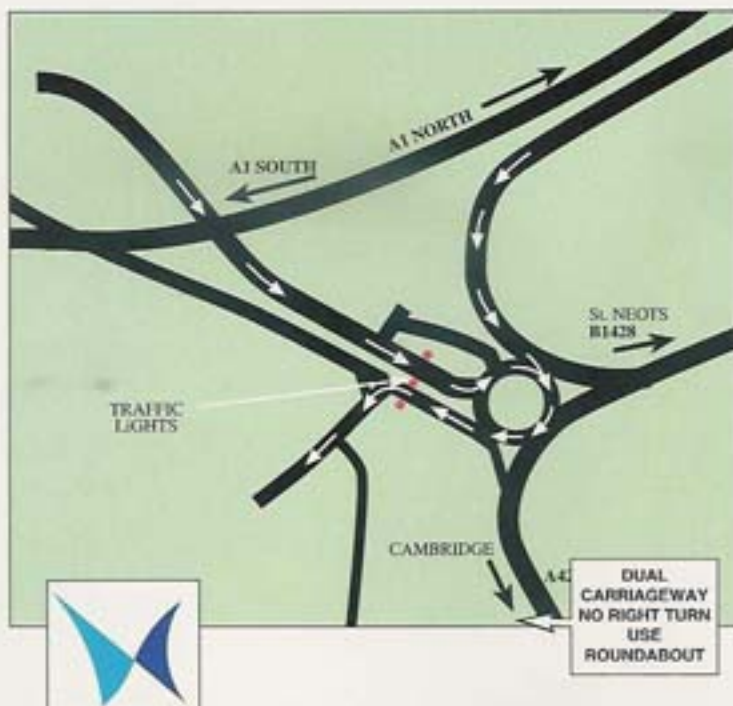 A1 NORTH
A1 SOUTH
St. NEOTS
B1428
TRAFFIC
LiGHTS
CAMBRIDGE
DUAL
CARRIAGEWAY
NO RIGHT TURN
USE
ROUNDABOUT